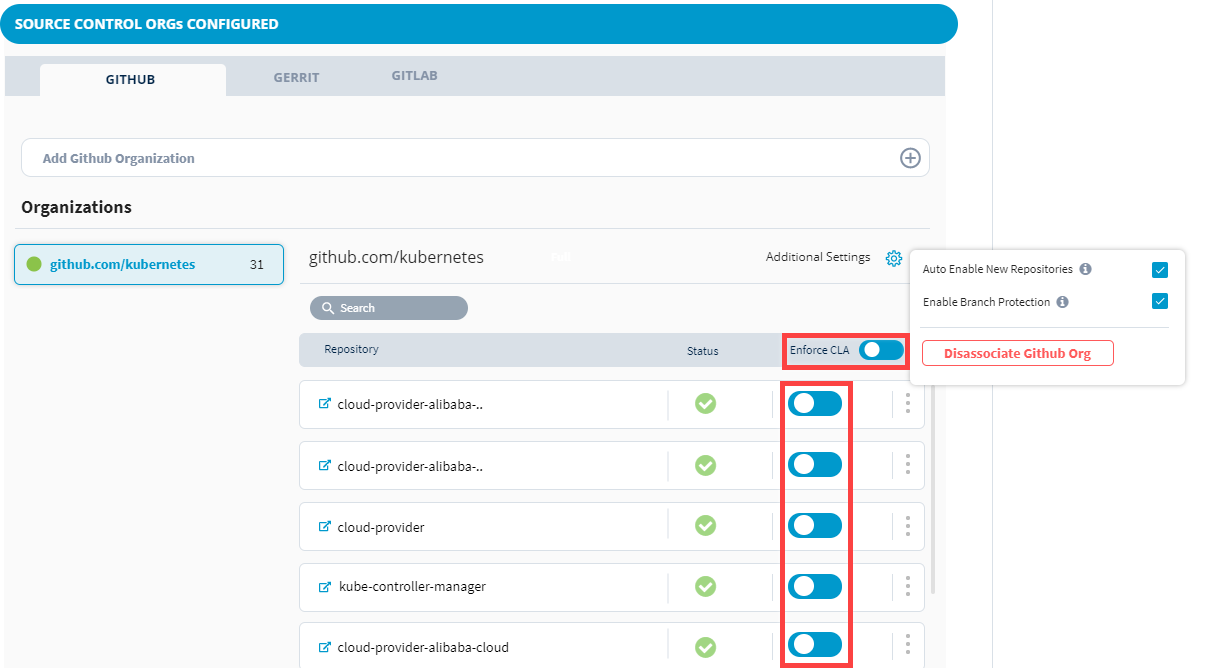 SOURCE CONTROL ORGs CONFIGURED
GITHUB
GERRIT
GITLAB
Add Github Organization
Organizations
github.com/kubernetes
31
github.com/kubernetes
Full
Additional Settings
Auto Enable New Repositories
Enable Branch Protection
Disassociate Github Org
Search
Repository
Status
Enforce CLA
cloud-provider-alibaba-..
cloud-provider-alibaba-..
cloud-provider
kube-controller-manager
cloud-provider-alibaba-cloud